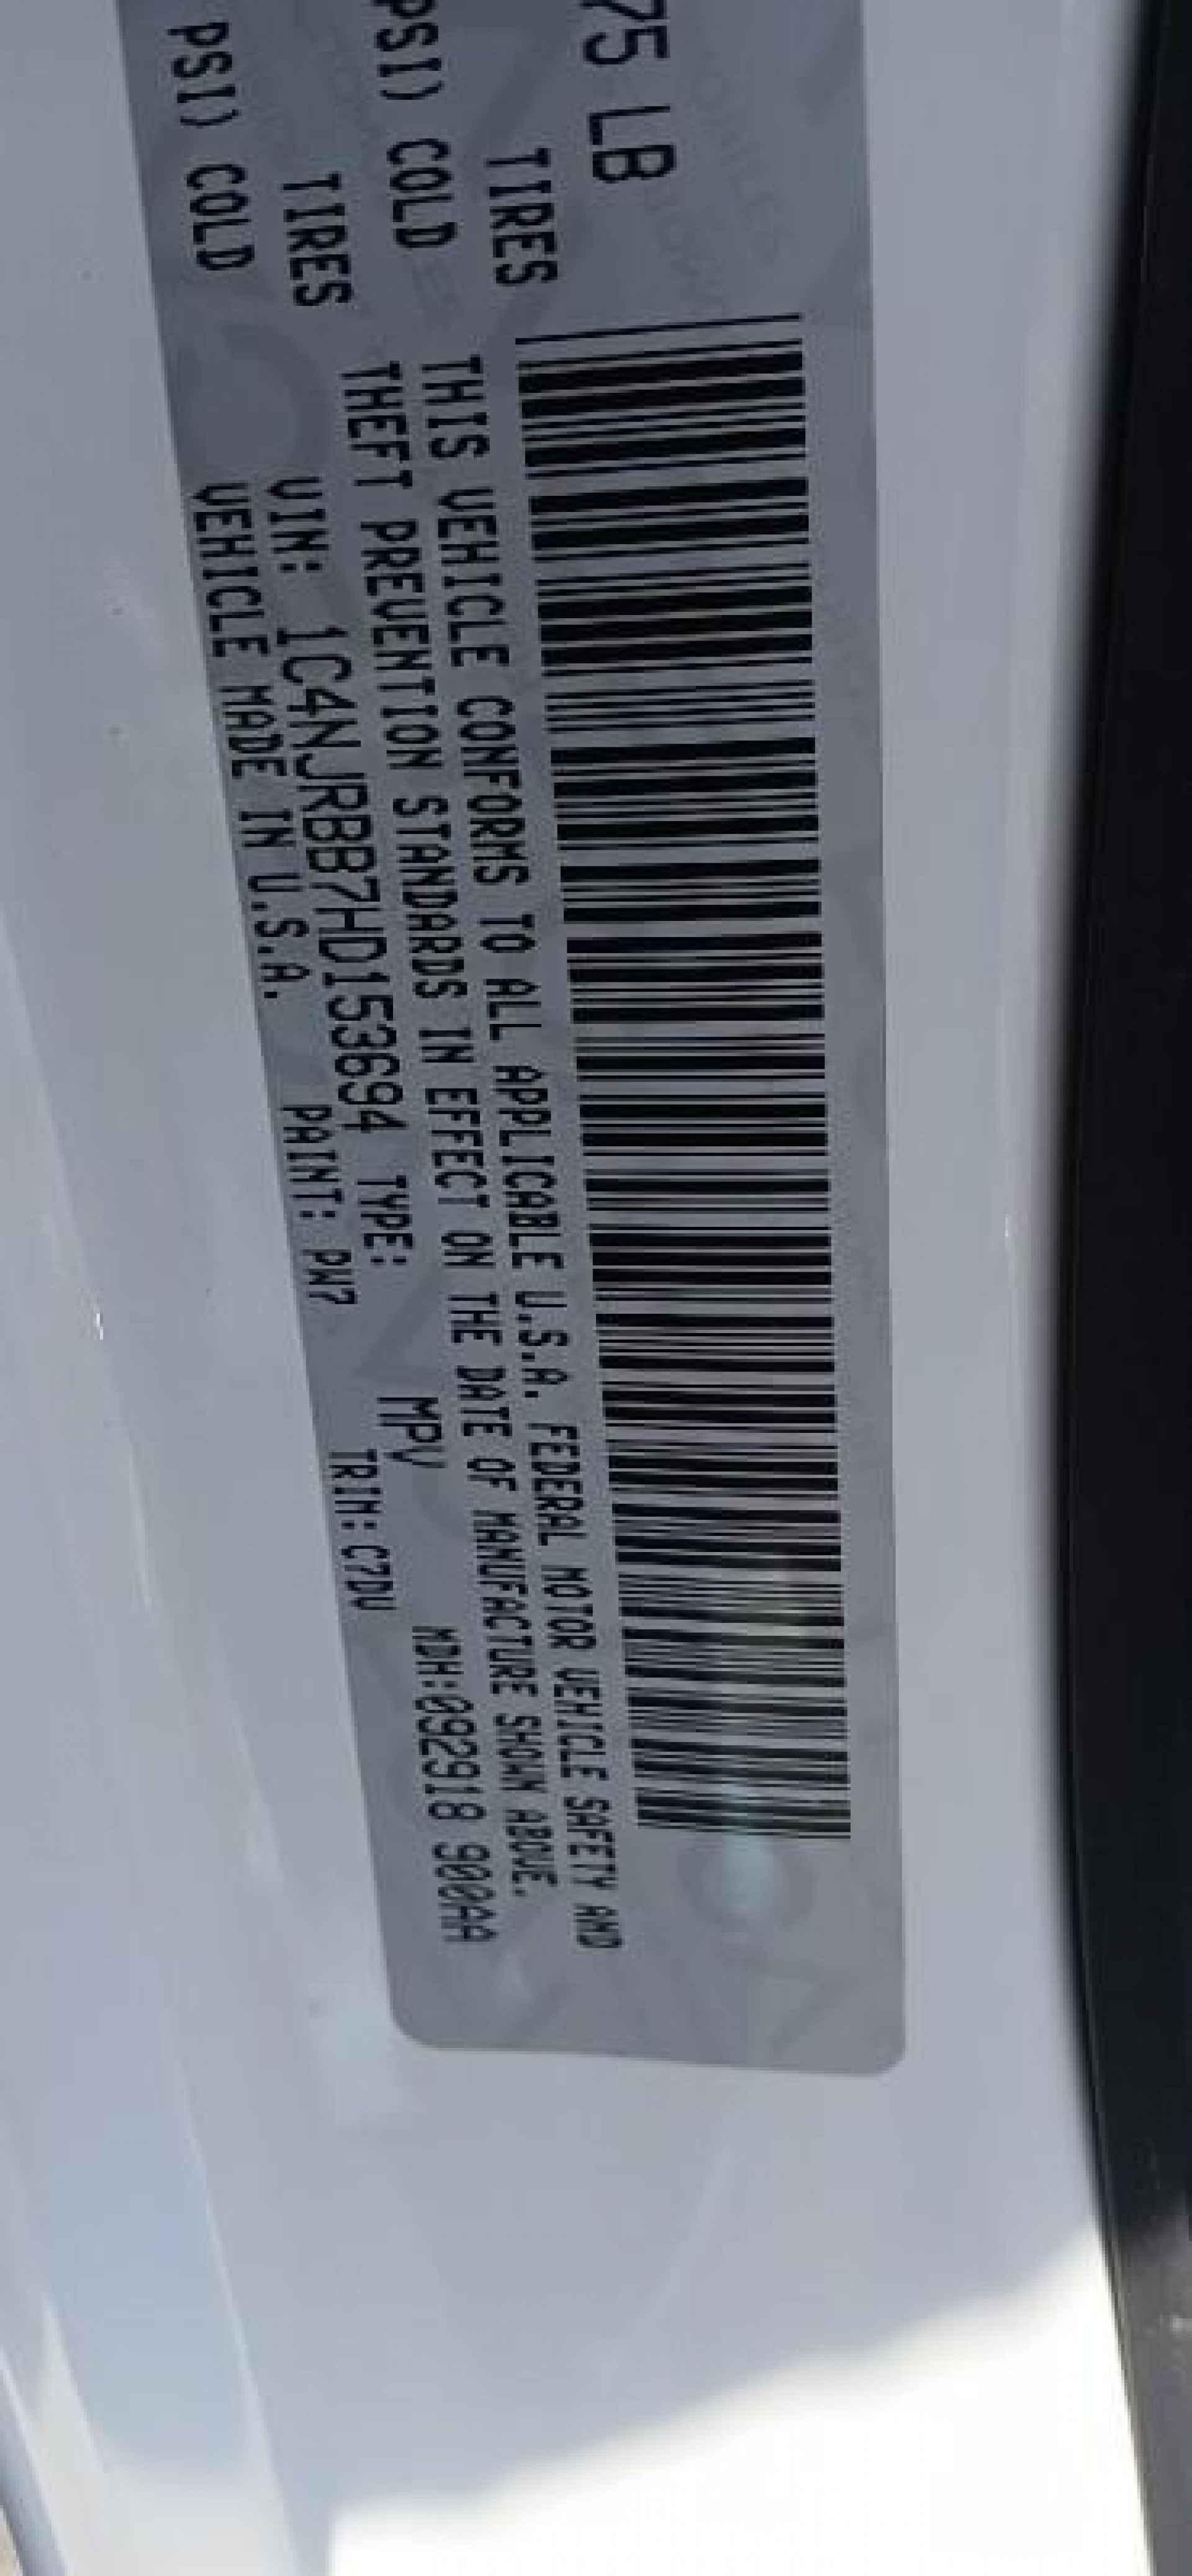 75 LB
TIRES
PSI) COLD
TIRES
PSI) COLD
THIS VEHICLE CONFORMS TO ALL APPLICABLE U.S.A. FEDERAL MOTOR VEHICLE SAFETY AND
THEFT PREVENTION STANDARDS IN EFFECT ON THE DATE OF MANUFACTURE SHOWN ABOVE.
VIN: 1C4NJRBB7HD153694 TYPE: MPV MDH:092918 900AA
VEHICLE MADE IN U.S.A. PAINT: PW7 TRIM: C7DV